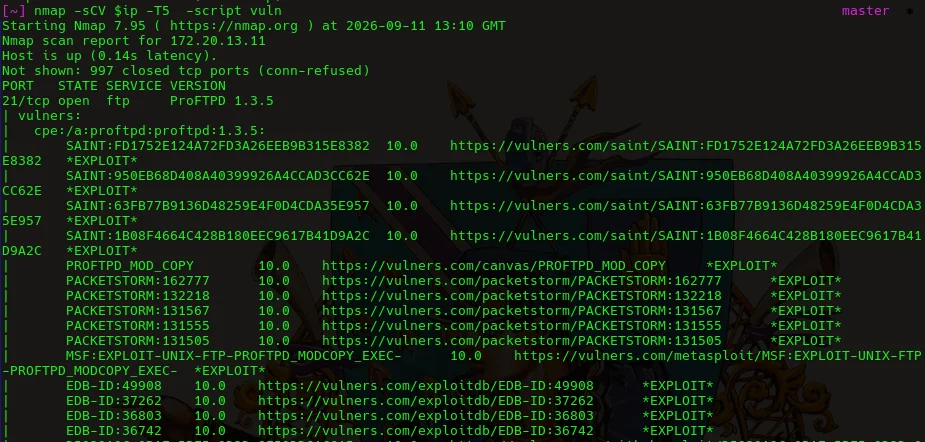 [~] nmap -sCV $ip -T5  -script vuln master *
Starting Nmap 7.95 ( https://nmap.org ) at 2026-09-11 13:10 GMT
Nmap scan report for 172.20.13.11
Host is up (0.14s latency).
Not shown: 997 closed tcp ports (conn-refused)
PORT   STATE SERVICE VERSION
21/tcp open  ftp     ProFTPD 1.3.5
| vulners:
|   cpe:/a:proftpd:proftpd:1.3.5:
|       SAINT:FD1752E124A72FD3A26EEB9B315E8382  10.0    https://vulners.com/saint/SAINT:FD1752E124A72FD3A26EEB9B315
E8382   *EXPLOIT*
|       SAINT:950EB68D408A40399926A4CCAD3CC62E  10.0    https://vulners.com/saint/SAINT:950EB68D408A40399926A4CCAD3
CC62E   *EXPLOIT*
|       SAINT:63FB77B9136D48259E4F0D4CDA35E957  10.0    https://vulners.com/saint/SAINT:63FB77B9136D48259E4F0D4CDA3
5E957   *EXPLOIT*
|       SAINT:1B08F4664C428B180EEC9617B41D9A2C  10.0    https://vulners.com/saint/SAINT:1B08F4664C428B180EEC9617B41
D9A2C   *EXPLOIT*
|       PROFTPD_MOD_COPY        10.0    https://vulners.com/canvas/PROFTPD_MOD_COPY     *EXPLOIT*
|       PACKETSTORM:162777      10.0    https://vulners.com/packetstorm/PACKETSTORM:162777      *EXPLOIT*
|       PACKETSTORM:132218      10.0    https://vulners.com/packetstorm/PACKETSTORM:132218      *EXPLOIT*
|       PACKETSTORM:131567      10.0    https://vulners.com/packetstorm/PACKETSTORM:131567      *EXPLOIT*
|       PACKETSTORM:131555      10.0    https://vulners.com/packetstorm/PACKETSTORM:131555      *EXPLOIT*
|       PACKETSTORM:131505      10.0    https://vulners.com/packetstorm/PACKETSTORM:131505      *EXPLOIT*
|       MSF:EXPLOIT-UNIX-FTP-PROFTPD_MODCOPY_EXEC-      10.0    https://vulners.com/metasploit/MSF:EXPLOIT-UNIX-FTP
-PROFTPD_MODCOPY_EXEC-  *EXPLOIT*
|       EDB-ID:49908    10.0    https://vulners.com/exploitdb/EDB-ID:49908      *EXPLOIT*
|       EDB-ID:37262    10.0    https://vulners.com/exploitdb/EDB-ID:37262      *EXPLOIT*
|       EDB-ID:36803    10.0    https://vulners.com/exploitdb/EDB-ID:36803      *EXPLOIT*
|       EDB-ID:36742    10.0    https://vulners.com/exploitdb/EDB-ID:36742      *EXPLOIT*